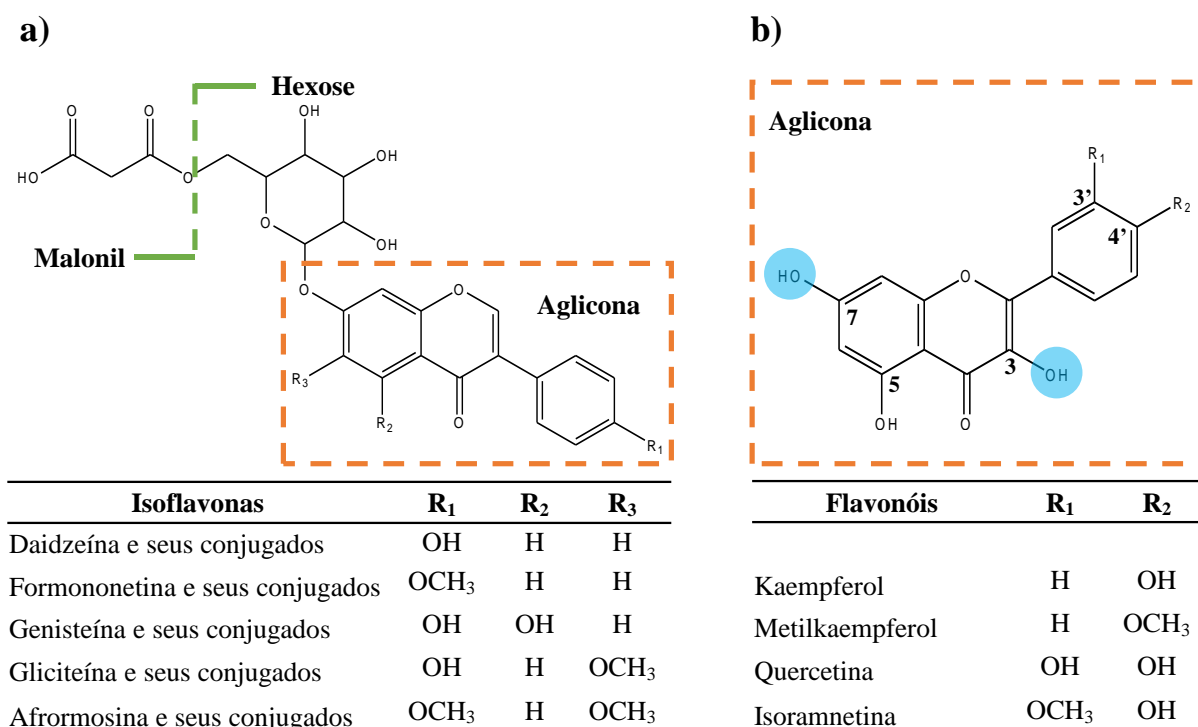 a)
Hexose
O
O
OH
HO
O
OH
OH
OH
O
Malonil
O
O
Aglicona
R3
R2
O
R1
Isoflavonas R1 R2 R3
Daidzeína e seus conjugados OH H H
Formononetina e seus conjugados OCH3 H H
Genisteína e seus conjugados OH OH H
Gliciteína e seus conjugados OH H OCH3
Afrormosina e seus conjugados OCH3 H OCH3
b)
Aglicona
R1
3’
R2
4’
HO
O
7
3
OH
5
OH
O
Flavonóis R1 R2
Kaempferol H OH
Metilkaempferol H OCH3
Quercetina OH OH
Isoramnetina OCH3 OH